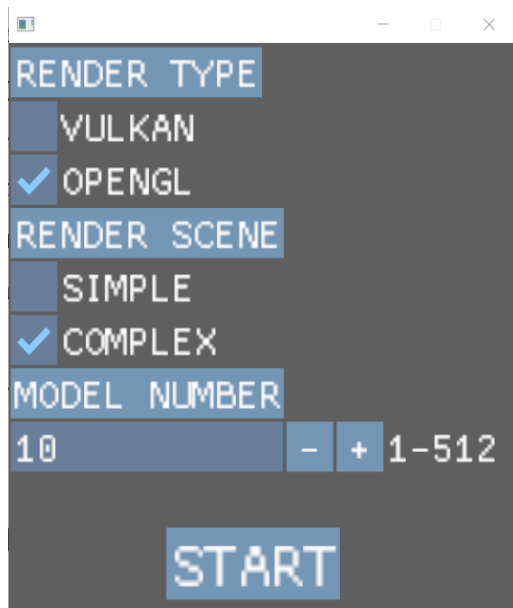 RENDER TYPE
VULKAN
OPENGL
RENDER SCENE
SIMPLE
COMPLEX
MODEL NUMBER
10 - + 1-512
START